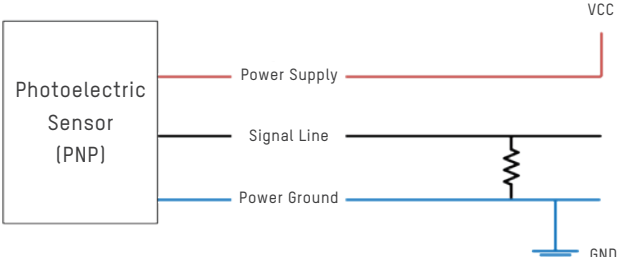 VCC
Photoelectric
Sensor
(PNP)
Power Supply
Signal Line
Power Ground
GND